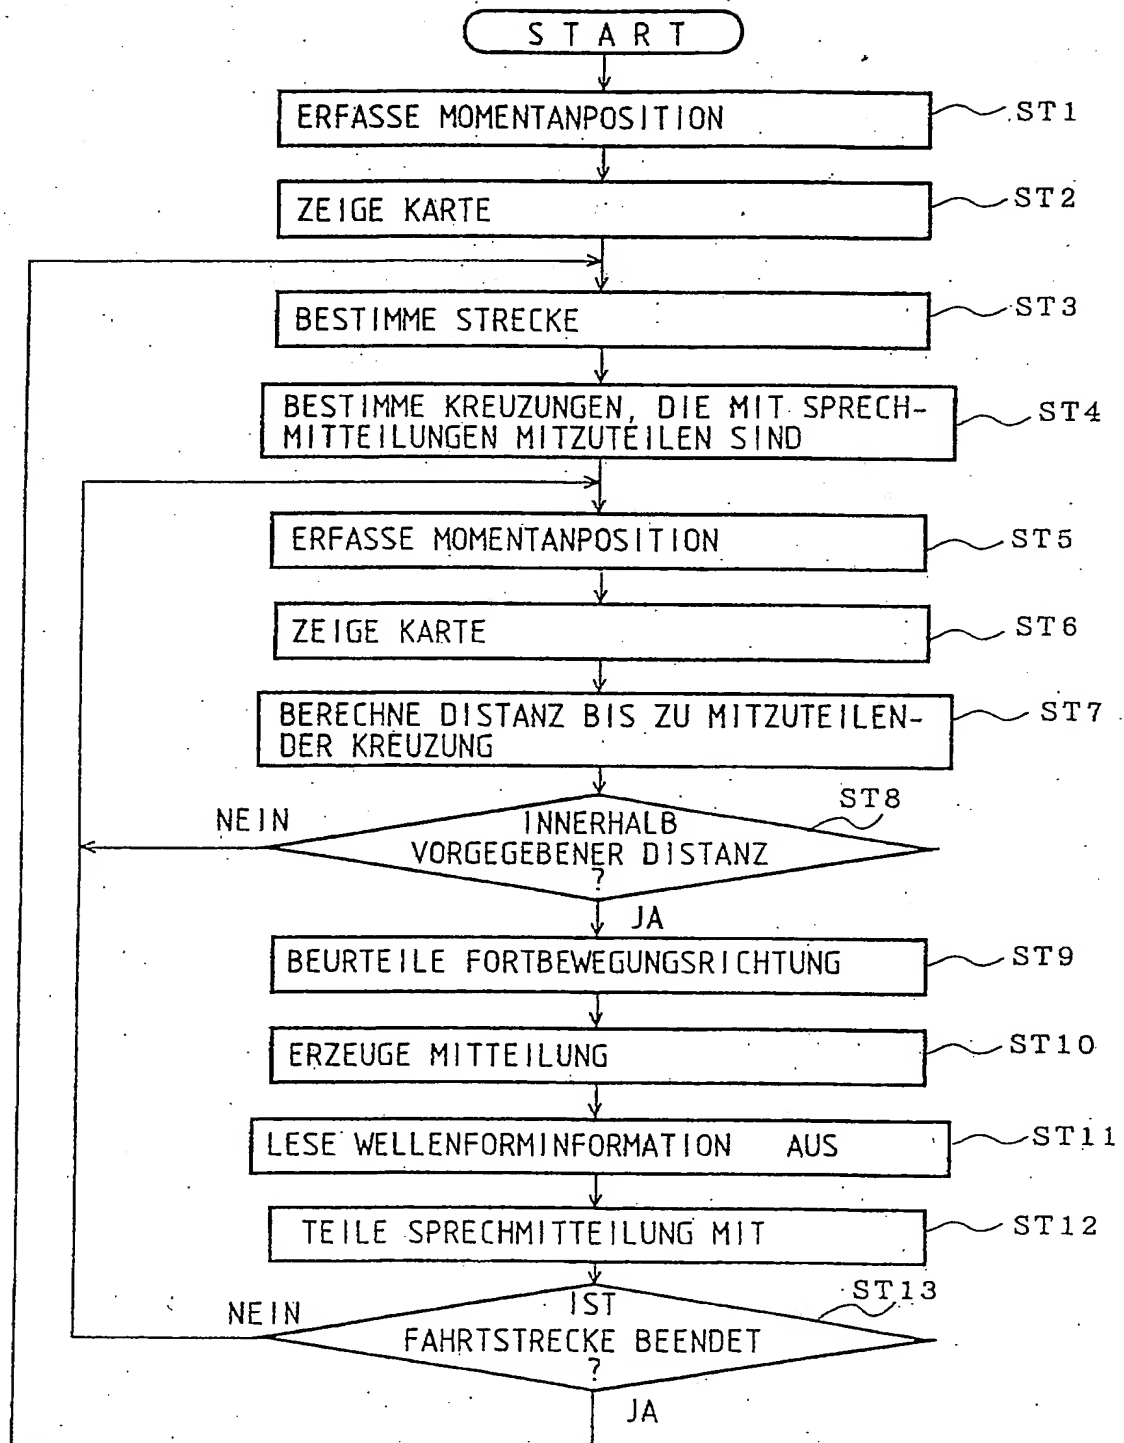 START
ERFASSE MOMENTANPOSITION
ST1
ZEIGE KARTE
ST2
BESTIMME STRECKE
ST3
BESTIMME KREUZUNGEN, DIE MIT SPRECH-
MITTEILUNGEN MITZUTEILEN SIND
ST4
ERFASSE MOMENTANPOSITION
ST5
ZEIGE KARTE
ST6
BERECHNE DISTANZ BIS ZU MITZUTEILEN-
DER KREUZUNG
ST7
ST8
NEIN
INNERHALB
VORGEGEBENER DISTANZ
?
JA
BEURTEILE FORTBEWEGUNGSRICHTUNG
ST9
ERZEUGE MITTEILUNG
ST10
LESE WELLENFORMINFORMATION AUS
ST11
TEILE SPRECHMITTEILUNG MIT
ST12
ST13
NEIN
IST
FAHRTSTRECKE BEENDET
?
JA